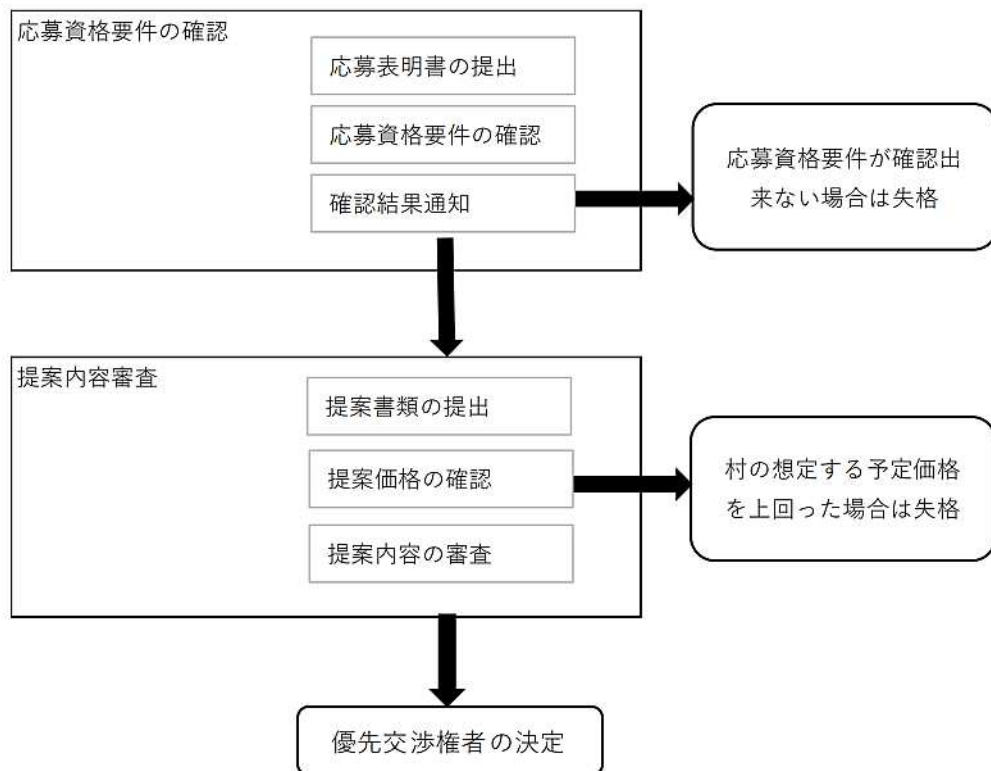 応募資格要件の確認
応募表明書の提出
応募資格要件の確認
確認結果通知
応募資格要件が確認出
来ない場合は失格
提案内容審査
提案書類の提出
提案価格の確認
村の想定する予定価格
を上回った場合は失格
提案内容の審査
優先交渉権者の決定